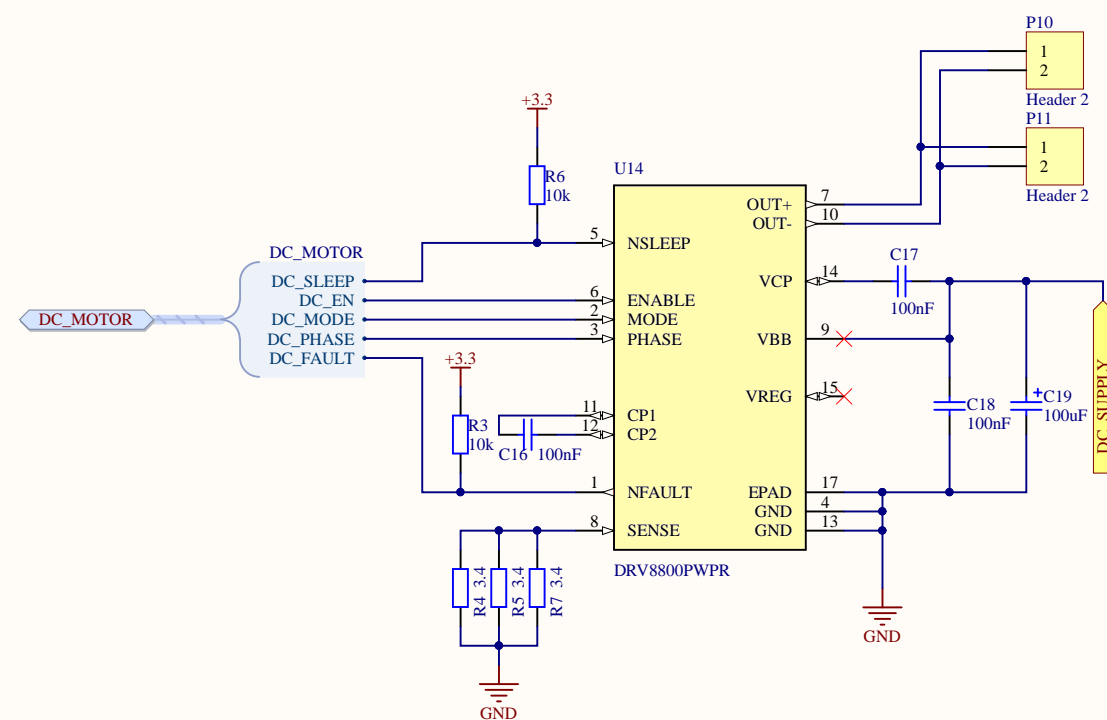 P10
1
2
Header 2
P11
1
2
Header 2
+3.3
R6
10k
U14
DC_MOTOR
DC_MOTOR
DC_SLEEP
DC_EN
DC_MODE
DC_PHASE
DC_FAULT
+3.3
R3
10k
C16 100nF
5 NSLEEP
6 ENABLE
2 MODE
3 PHASE
11 CP1
12 CP2
1 NFAULT
8 SENSE
OUT+ 7
OUT- 10
VCP 14
VBB 9
VREG 15
EPAD 17
GND 4
GND 13
DRV8800PWPR
C17
100nF
C18
100nF
+
C19
100uF
DC_SUPPLY
R4 3.4
R5 3.4
R7 3.4
GND
GND